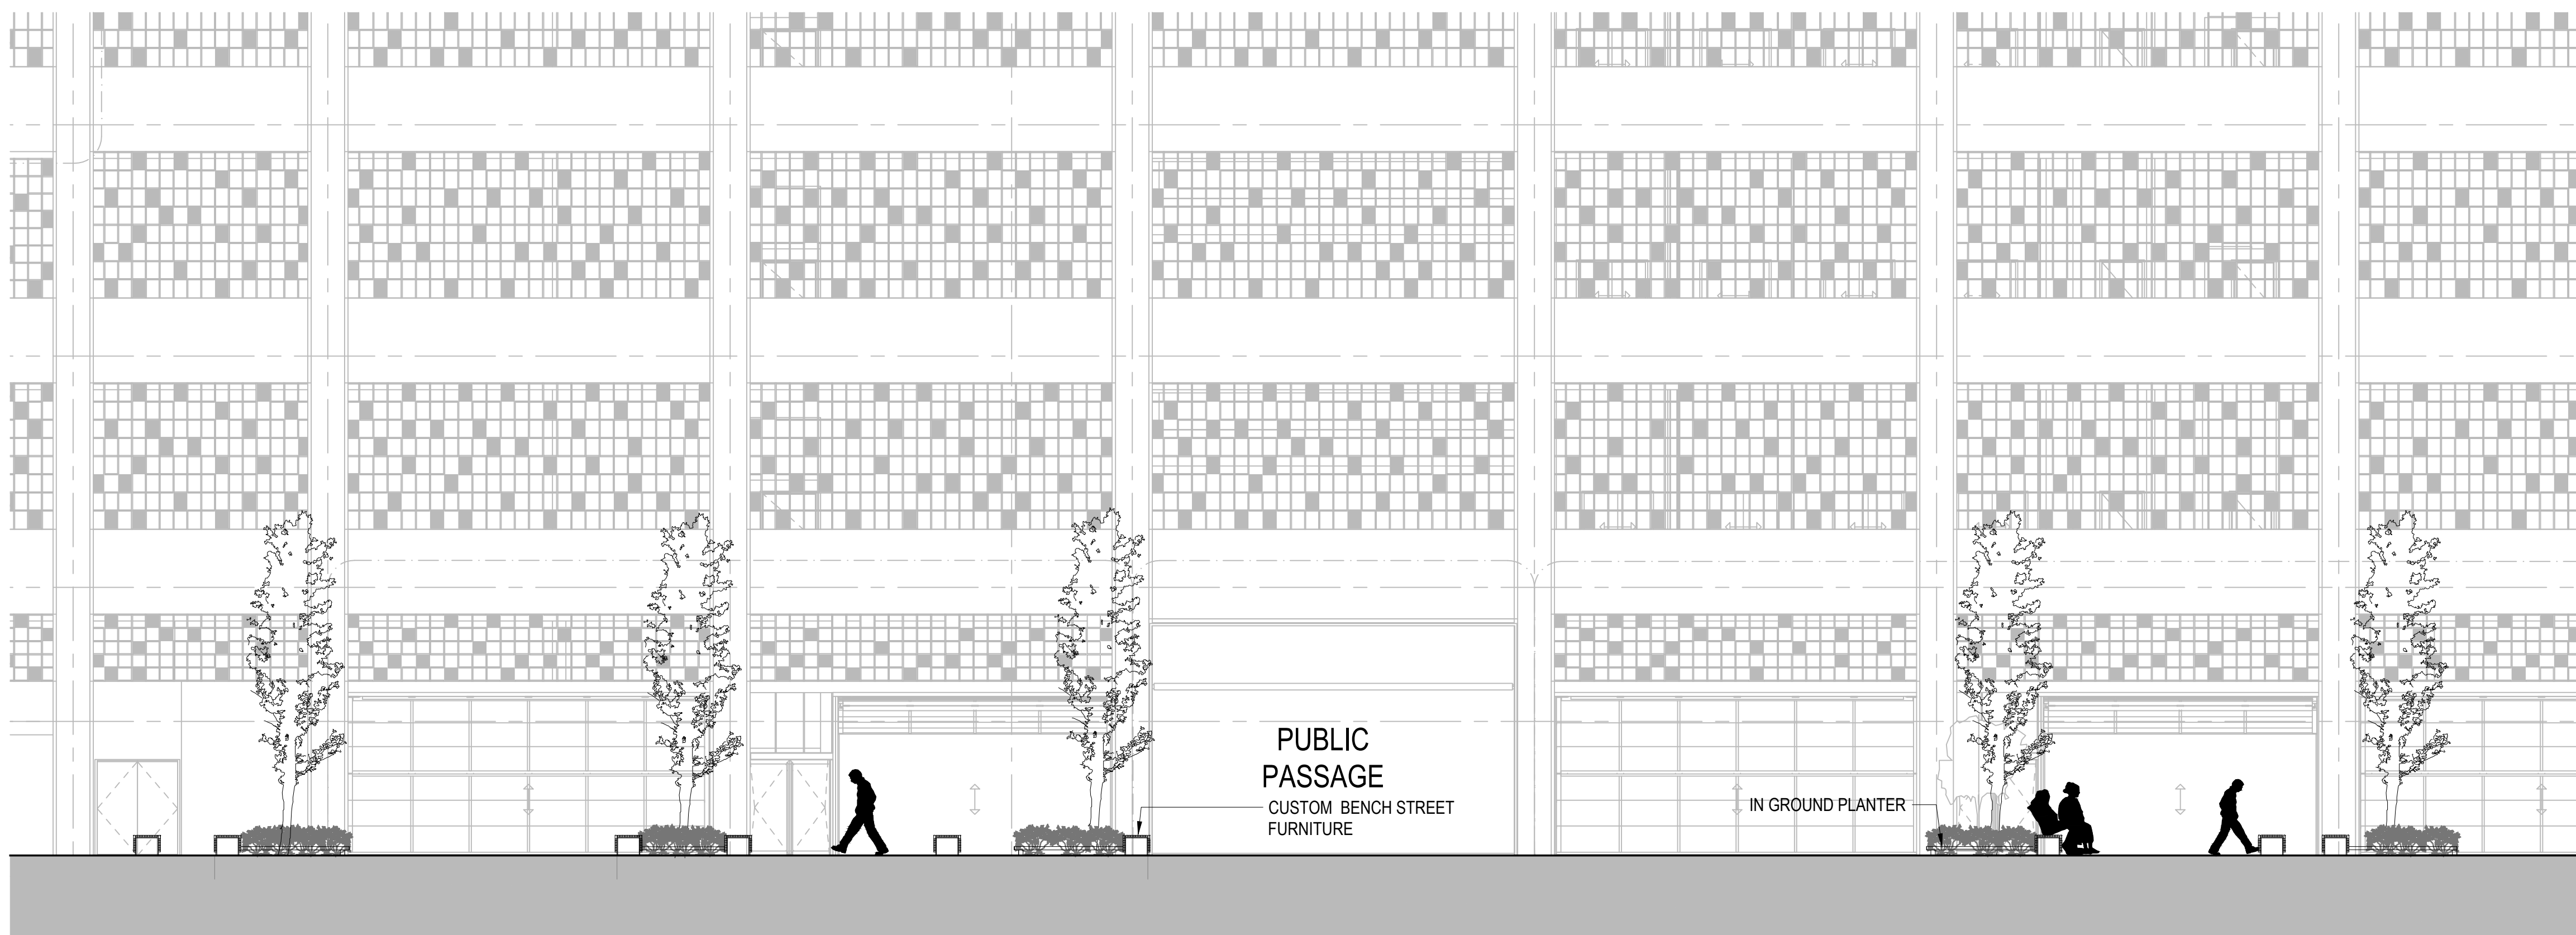 PUBLIC
PASSAGE
CUSTOM BENCH STREET
FURNITURE
IN GROUND PLANTER